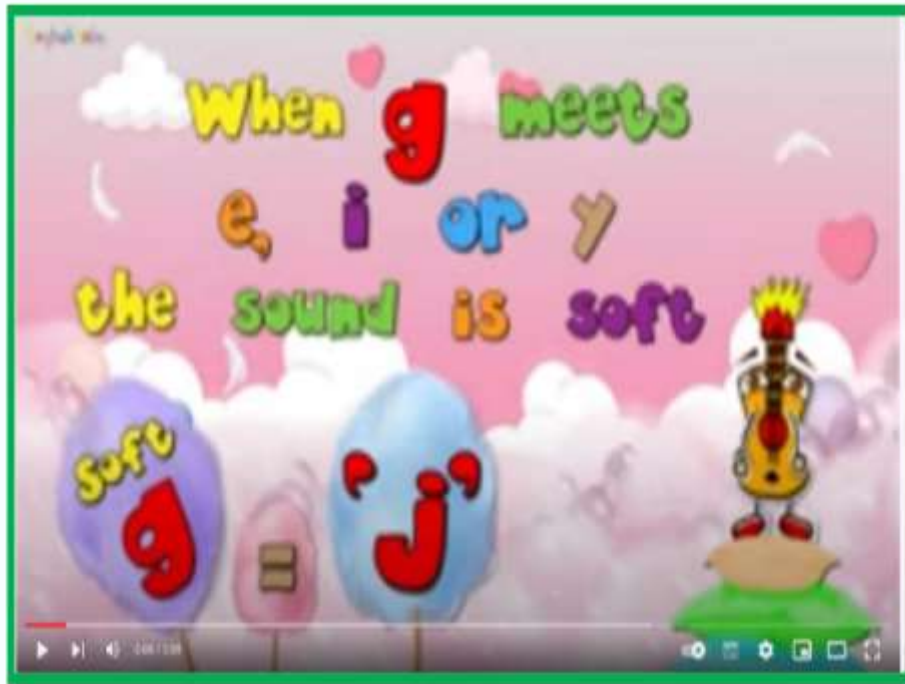 When g meets
e, i or y
the sound is soft
soft
g = 'J'